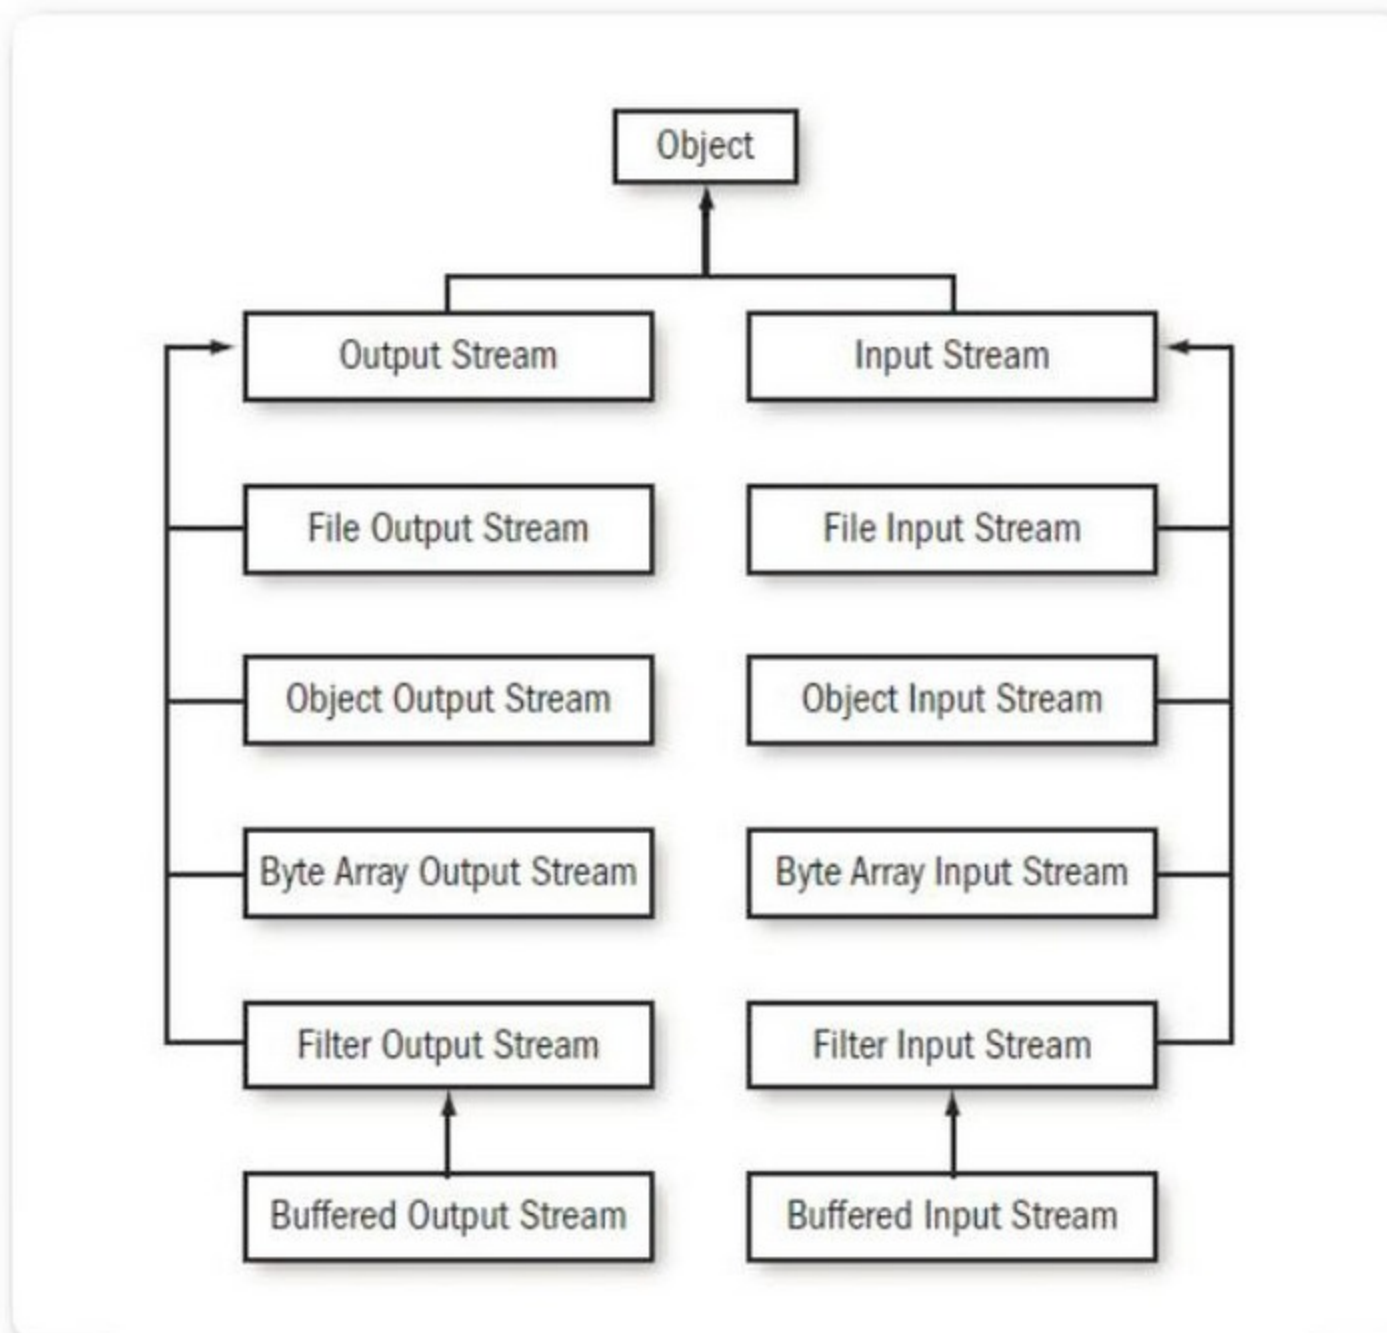 Object
Output Stream
Input Stream
File Output Stream
File Input Stream
Object Output Stream
Object Input Stream
Byte Array Output Stream
Byte Array Input Stream
Filter Output Stream
Filter Input Stream
Buffered Output Stream
Buffered Input Stream